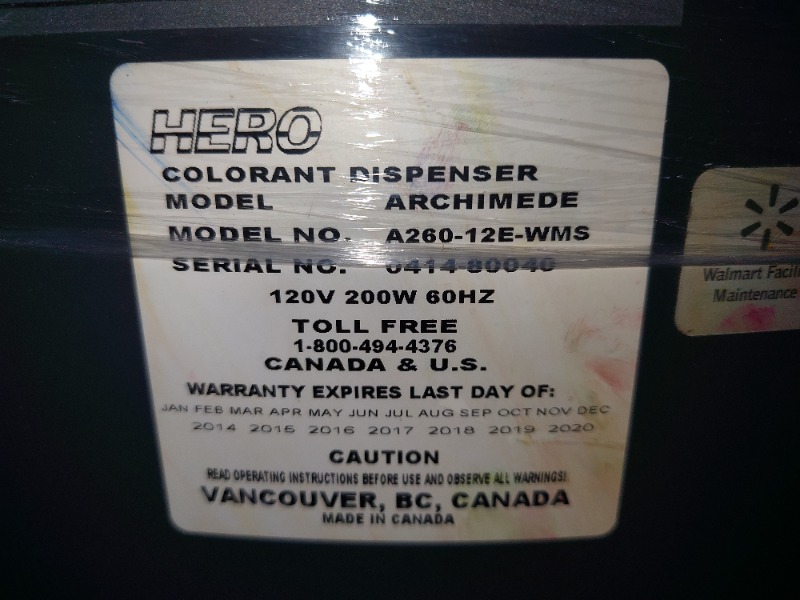 HERO
COLORANT DISPENSER
MODEL ARCHIMEDE
MODEL NO. A260-12E-WMS
SERIAL NO. 0414-80040
120V 200W 60HZ
TOLL FREE
1-800-494-4376
CANADA & U.S.
WARRANTY EXPIRES LAST DAY OF:
JAN FEB MAR APR MAY JUN JUL AUG SEP OCT NOV DEC
2014 2015 2016 2017 2018 2019 2020
CAUTION
READ OPERATING INSTRUCTIONS BEFORE USE AND OBSERVE ALL WARNINGS!
VANCOUVER, BC, CANADA
MADE IN CANADA
Walmart Facili
Maintenance